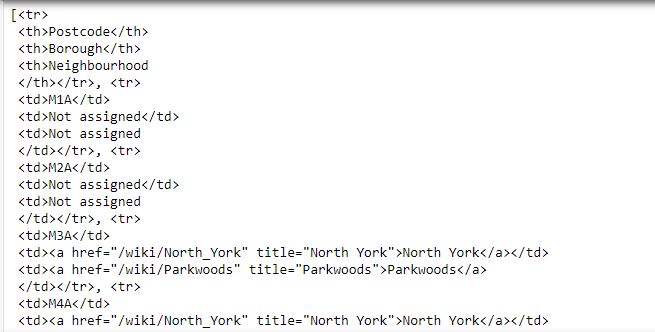 [<tr>
<th>Postcode</th>
<th>Borough</th>
<th>Neighbourhood
</th></tr>, <tr>
<td>M1A</td>
<td>Not assigned</td>
<td>Not assigned
</td></tr>, <tr>
<td>M2A</td>
<td>Not assigned</td>
<td>Not assigned
</td></tr>, <tr>
<td>M3A</td>
<td><a href="/wiki/North_York" title="North York">North York</a></td>
<td><a href="/wiki/Parkwoods" title="Parkwoods">Parkwoods</a>
</td></tr>, <tr>
<td>M4A</td>
<td><a href="/wiki/North_York" title="North York">North York</a></td>